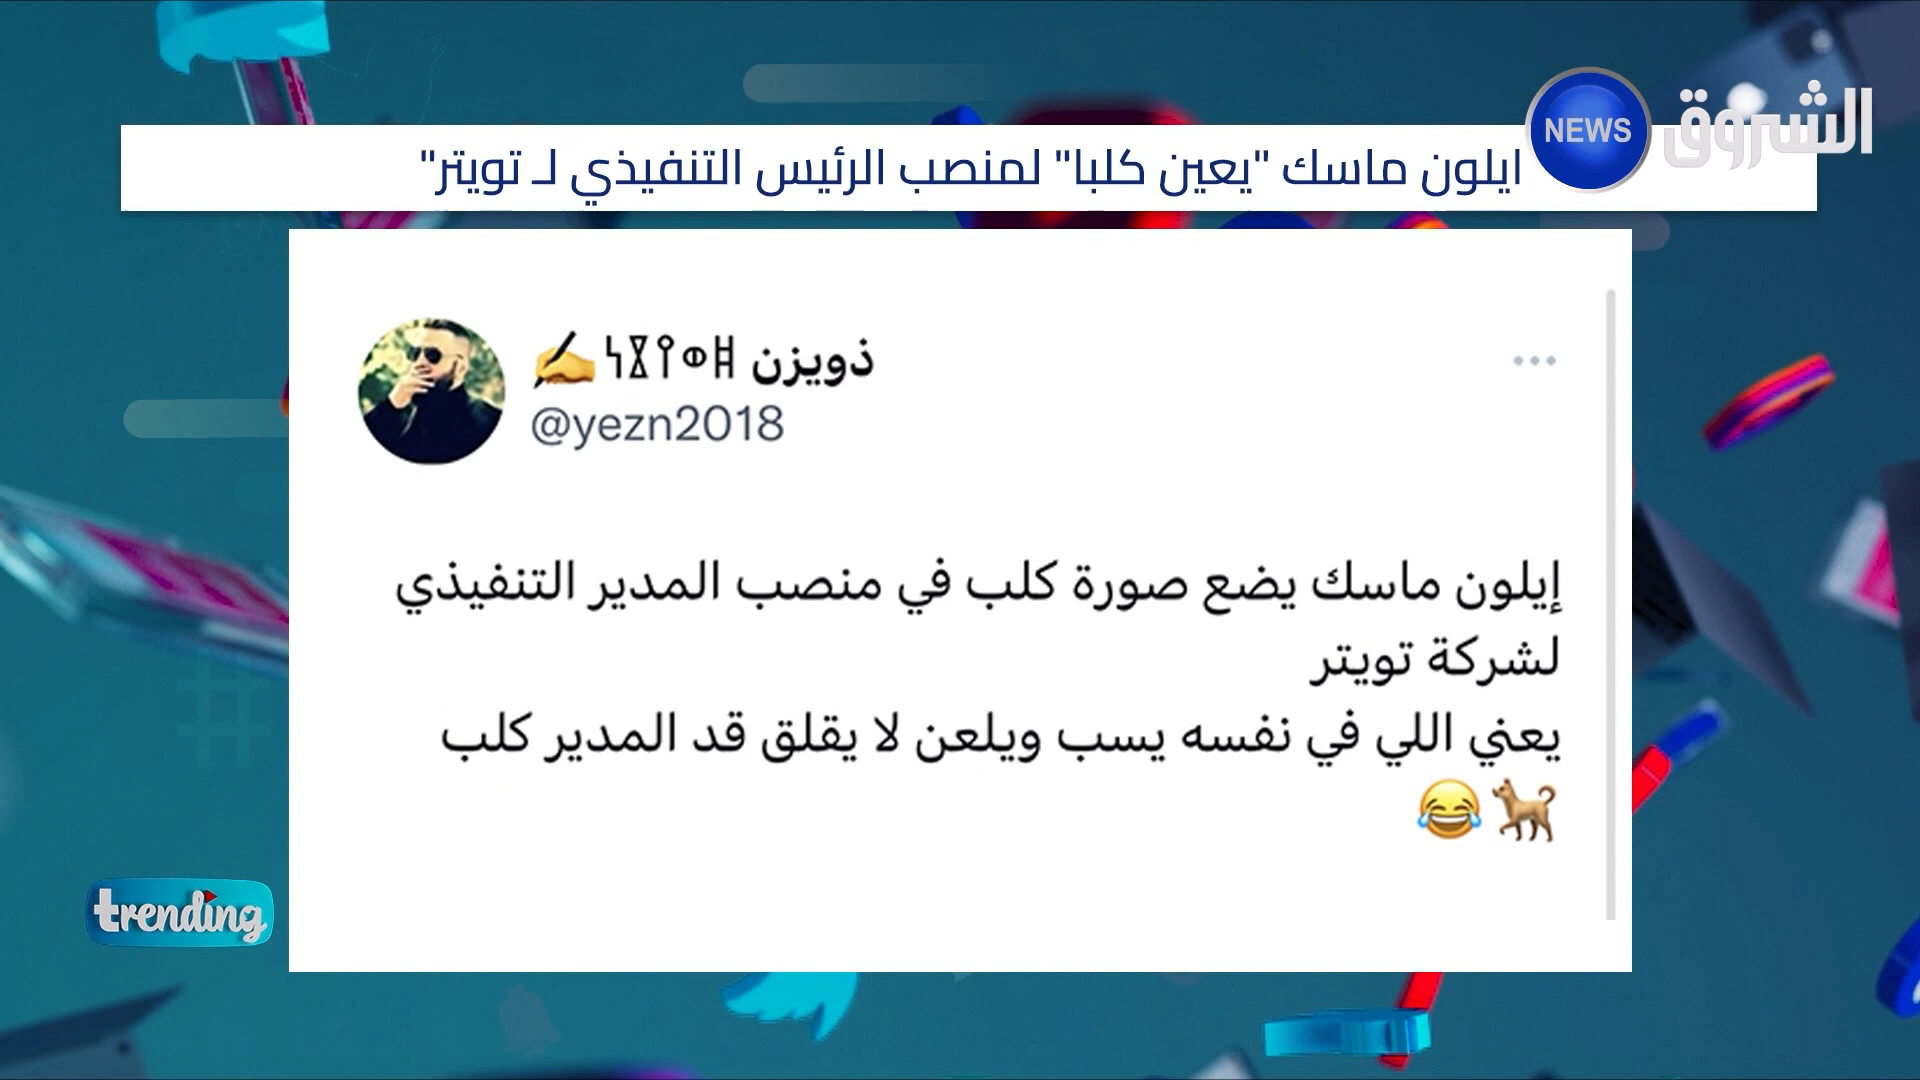 الشروق NEWS
ايلون ماسك "يعين كلبا" لمنصب الرئيس التنفيذي لـ تويتر"
ذويزن 𐩹𐩥𐩺𐩸𐩬 ✍️
@yezn2018
إيلون ماسك يضع صورة كلب في منصب المدير التنفيذي
لشركة تويتر
يعني اللي في نفسه يسب ويلعن لا يقلق قد المدير كلب
🐕😂
trending